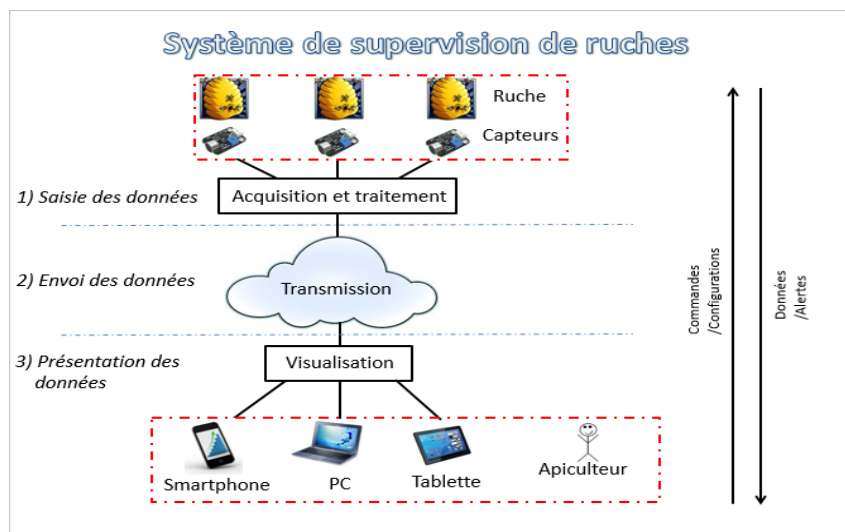 Système de supervision de ruches
Ruche
Capteurs
1) Saisie des données
Acquisition et traitement
2) Envoi des données
Transmission
3) Présentation des
données
Visualisation
Smartphone
PC
Tablette
Apiculteur
Commandes
/Configurations
Données
/Alertes